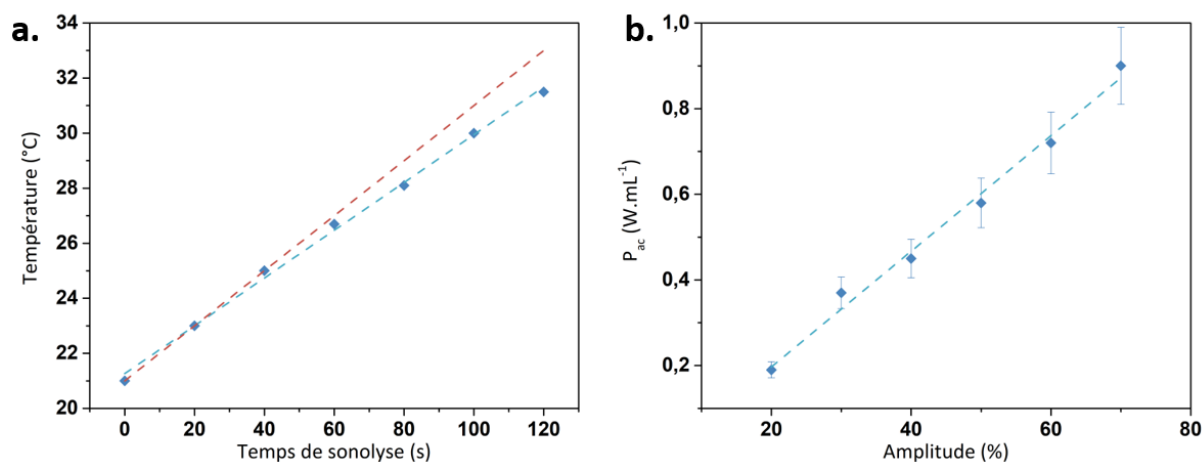 a.
34
32
30
28
26
24
22
20
Température (°C)
0 20 40 60 80 100 120
Temps de sonolyse (s)
b.
1,0
0,8
0,6
0,4
0,2
P_ac (W.mL⁻¹)
20 40 60 80
Amplitude (%)